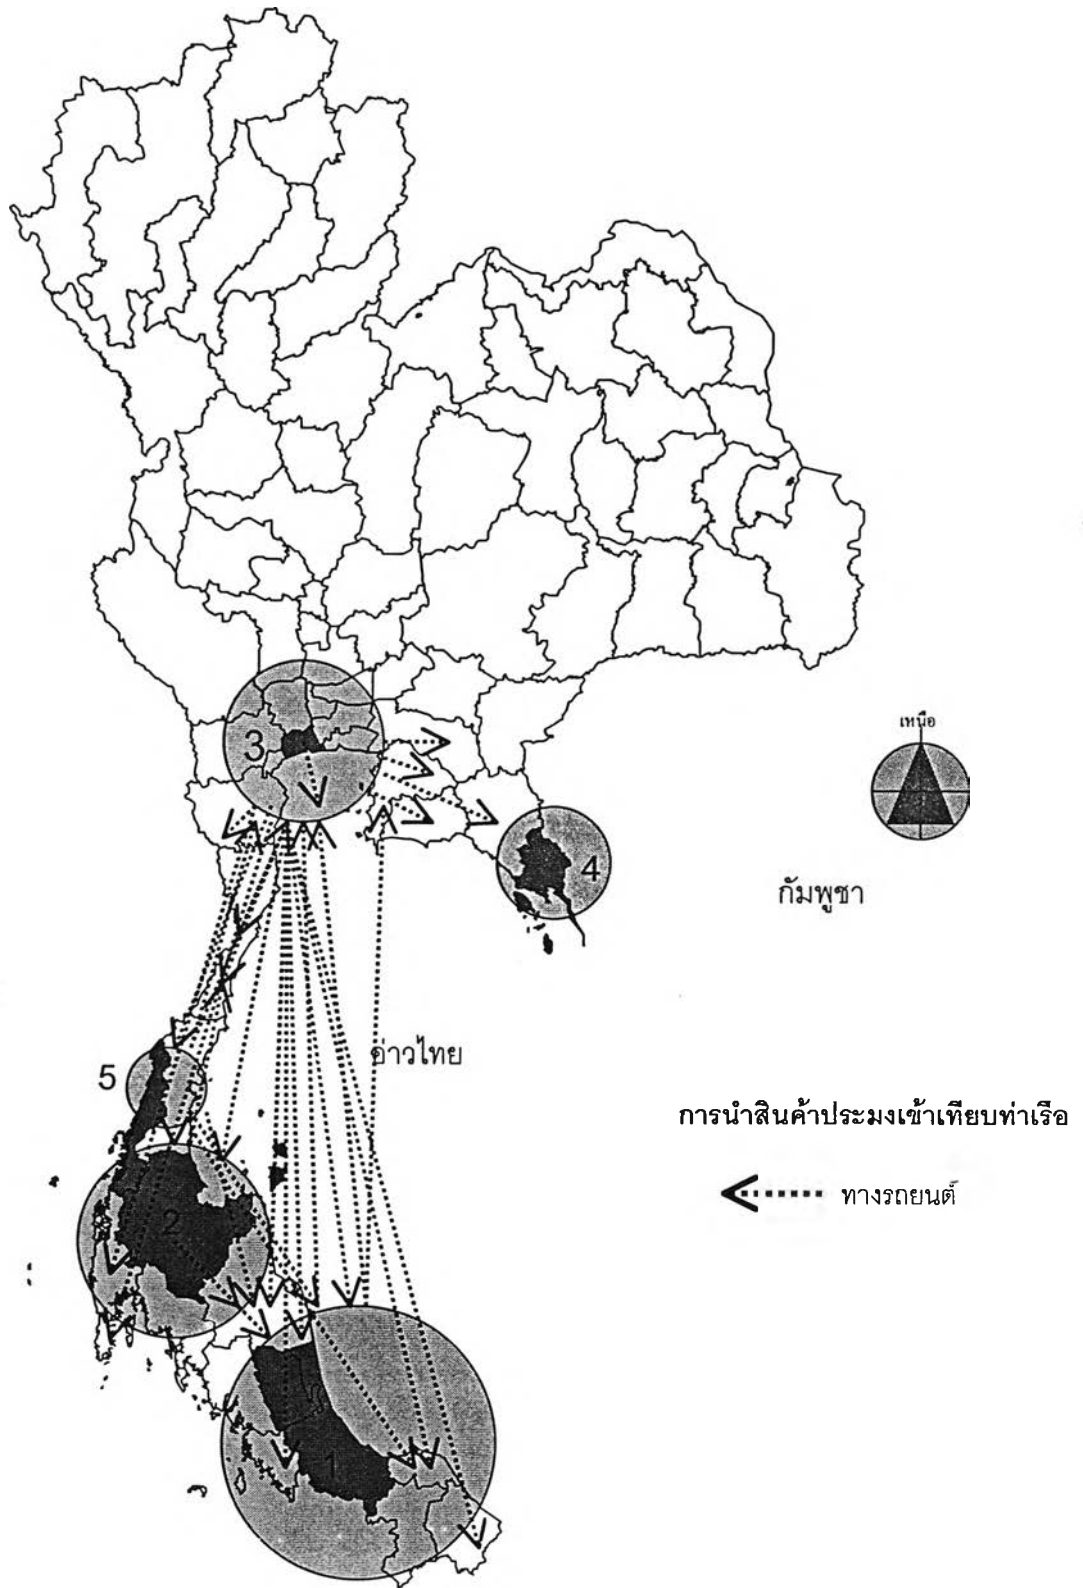 3
เหนือ
4
กัมพูชา
อ่าวไทย
5
การนำสินค้าประมงเข้าเทียบท่าเรือ
ทางรถยนต์
2
1